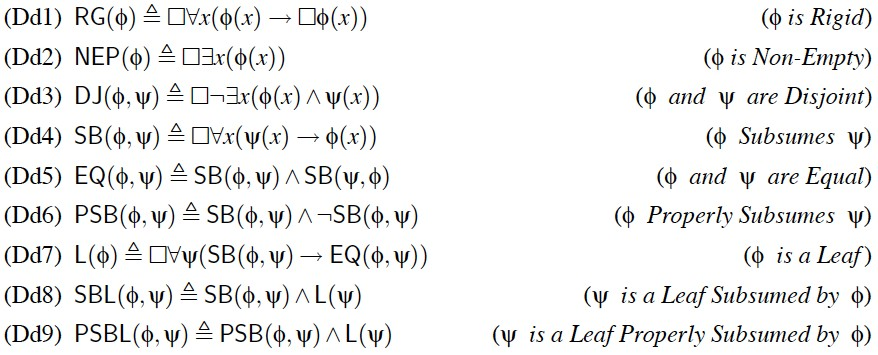 (Dd1) RG(ϕ) ≜ □∀x(ϕ(x) → □ϕ(x)) (ϕ is Rigid)
(Dd2) NEP(ϕ) ≜ □∃x(ϕ(x)) (ϕ is Non-Empty)
(Dd3) DJ(ϕ,ψ) ≜ □¬∃x(ϕ(x) ∧ ψ(x)) (ϕ and ψ are Disjoint)
(Dd4) SB(ϕ,ψ) ≜ □∀x(ψ(x) → ϕ(x)) (ϕ Subsumes ψ)
(Dd5) EQ(ϕ,ψ) ≜ SB(ϕ,ψ) ∧ SB(ψ,ϕ) (ϕ and ψ are Equal)
(Dd6) PSB(ϕ,ψ) ≜ SB(ϕ,ψ) ∧ ¬SB(ϕ,ψ) (ϕ Properly Subsumes ψ)
(Dd7) L(ϕ) ≜ □∀ψ(SB(ϕ,ψ) → EQ(ϕ,ψ)) (ϕ is a Leaf)
(Dd8) SBL(ϕ,ψ) ≜ SB(ϕ,ψ) ∧ L(ψ) (ψ is a Leaf Subsumed by ϕ)
(Dd9) PSBL(ϕ,ψ) ≜ PSB(ϕ,ψ) ∧ L(ψ) (ψ is a Leaf Properly Subsumed by ϕ)